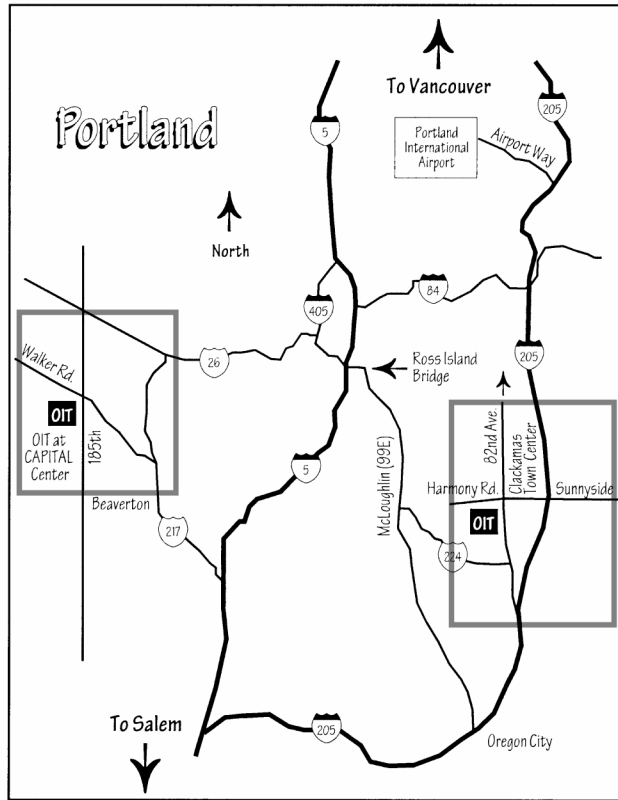 To Vancouver
205
5
Portland
Portland
International
Airport
Airport Way
North
84
405
Ross Island
Bridge
26
205
Walker Rd.
OIT
OIT at
CAPITAL
Center
185th
82nd Ave.
Clackamas
Town Center
5
McLoughlin (99E)
Harmony Rd.
Sunnyside
Beaverton
OIT
217
224
To Salem
205
Oregon City